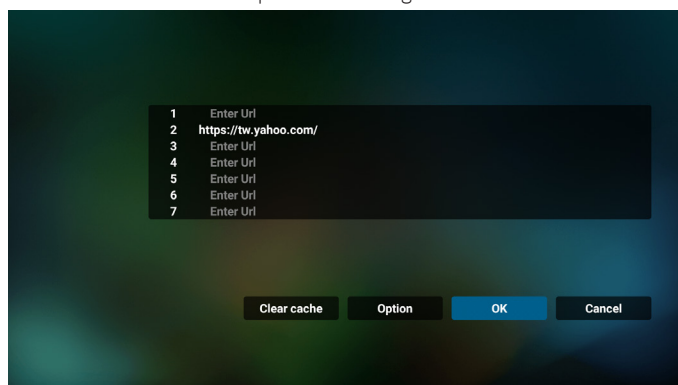 1 Enter Url
2 https://tw.yahoo.com/
3 Enter Url
4 Enter Url
5 Enter Url
6 Enter Url
7 Enter Url
Clear cache Option OK Cancel